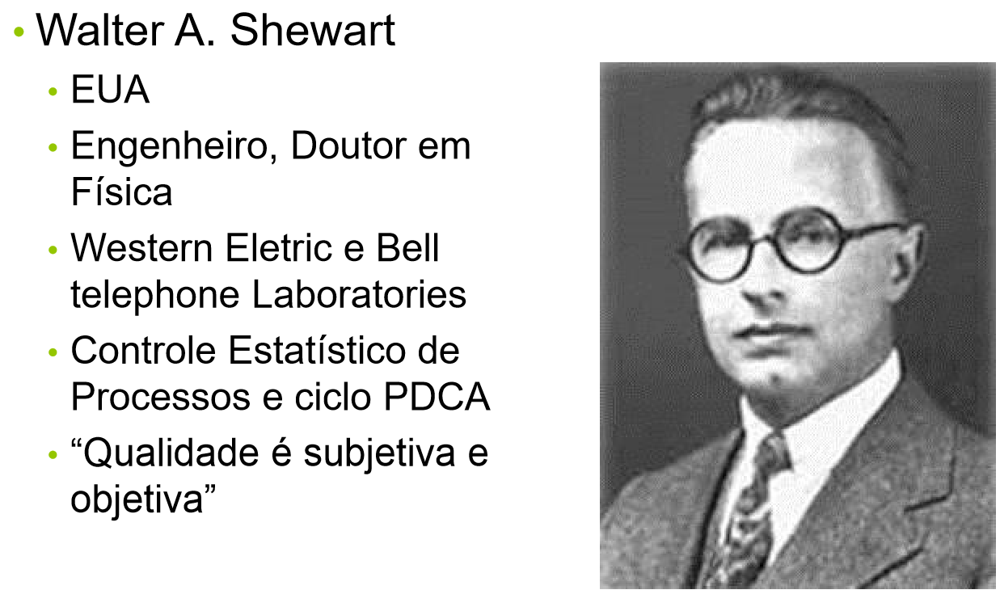 • Walter A. Shewart
• EUA
• Engenheiro, Doutor em
Física
• Western Eletric e Bell
telephone Laboratories
• Controle Estatístico de
Processos e ciclo PDCA
• “Qualidade é subjetiva e
objetiva”